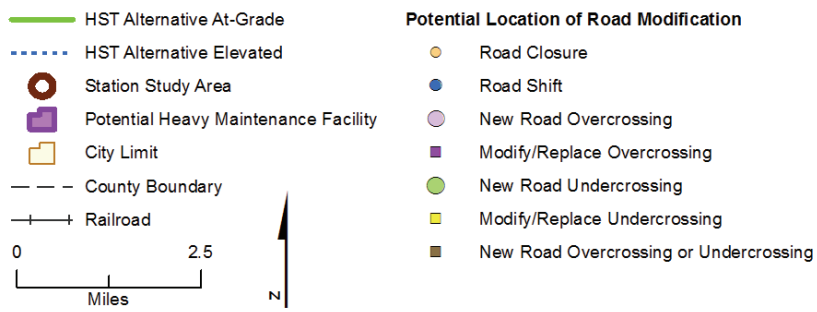 HST Alternative At-Grade
HST Alternative Elevated
Station Study Area
Potential Heavy Maintenance Facility
City Limit
County Boundary
Railroad
0 2.5
Miles
N
Potential Location of Road Modification
Road Closure
Road Shift
New Road Overcrossing
Modify/Replace Overcrossing
New Road Undercrossing
Modify/Replace Undercrossing
New Road Overcrossing or Undercrossing